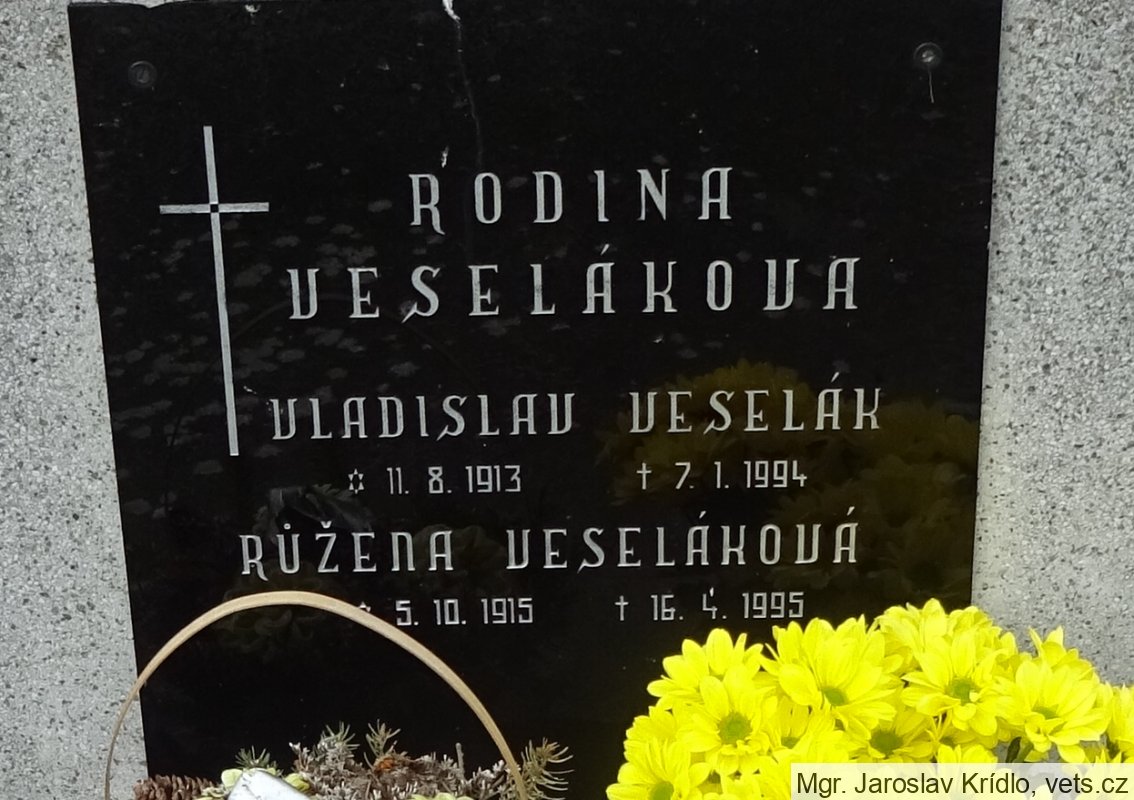 RODINA
VESELÁKOVA
VLADISLAV VESELÁK
✡ 11. 8. 1913 † 7. 1. 1994
RŮŽENA VESELÁKOVÁ
5. 10. 1915 † 16. 4. 1995
Mgr. Jaroslav Krídlo, vets.cz